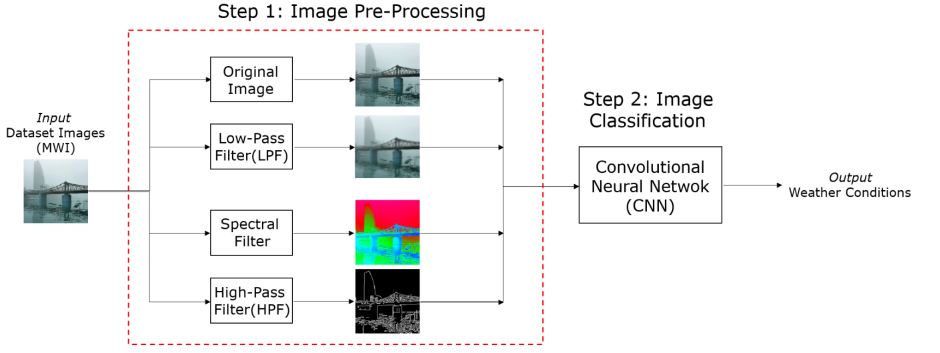 Step 1: Image Pre-Processing
Input
Dataset Images
(MWI)
Original
Image
Low-Pass
Filter(LPF)
Spectral
Filter
High-Pass
Filter(HPF)
Step 2: Image
Classification
Convolutional
Neural Netwok
(CNN)
Output
Weather Conditions